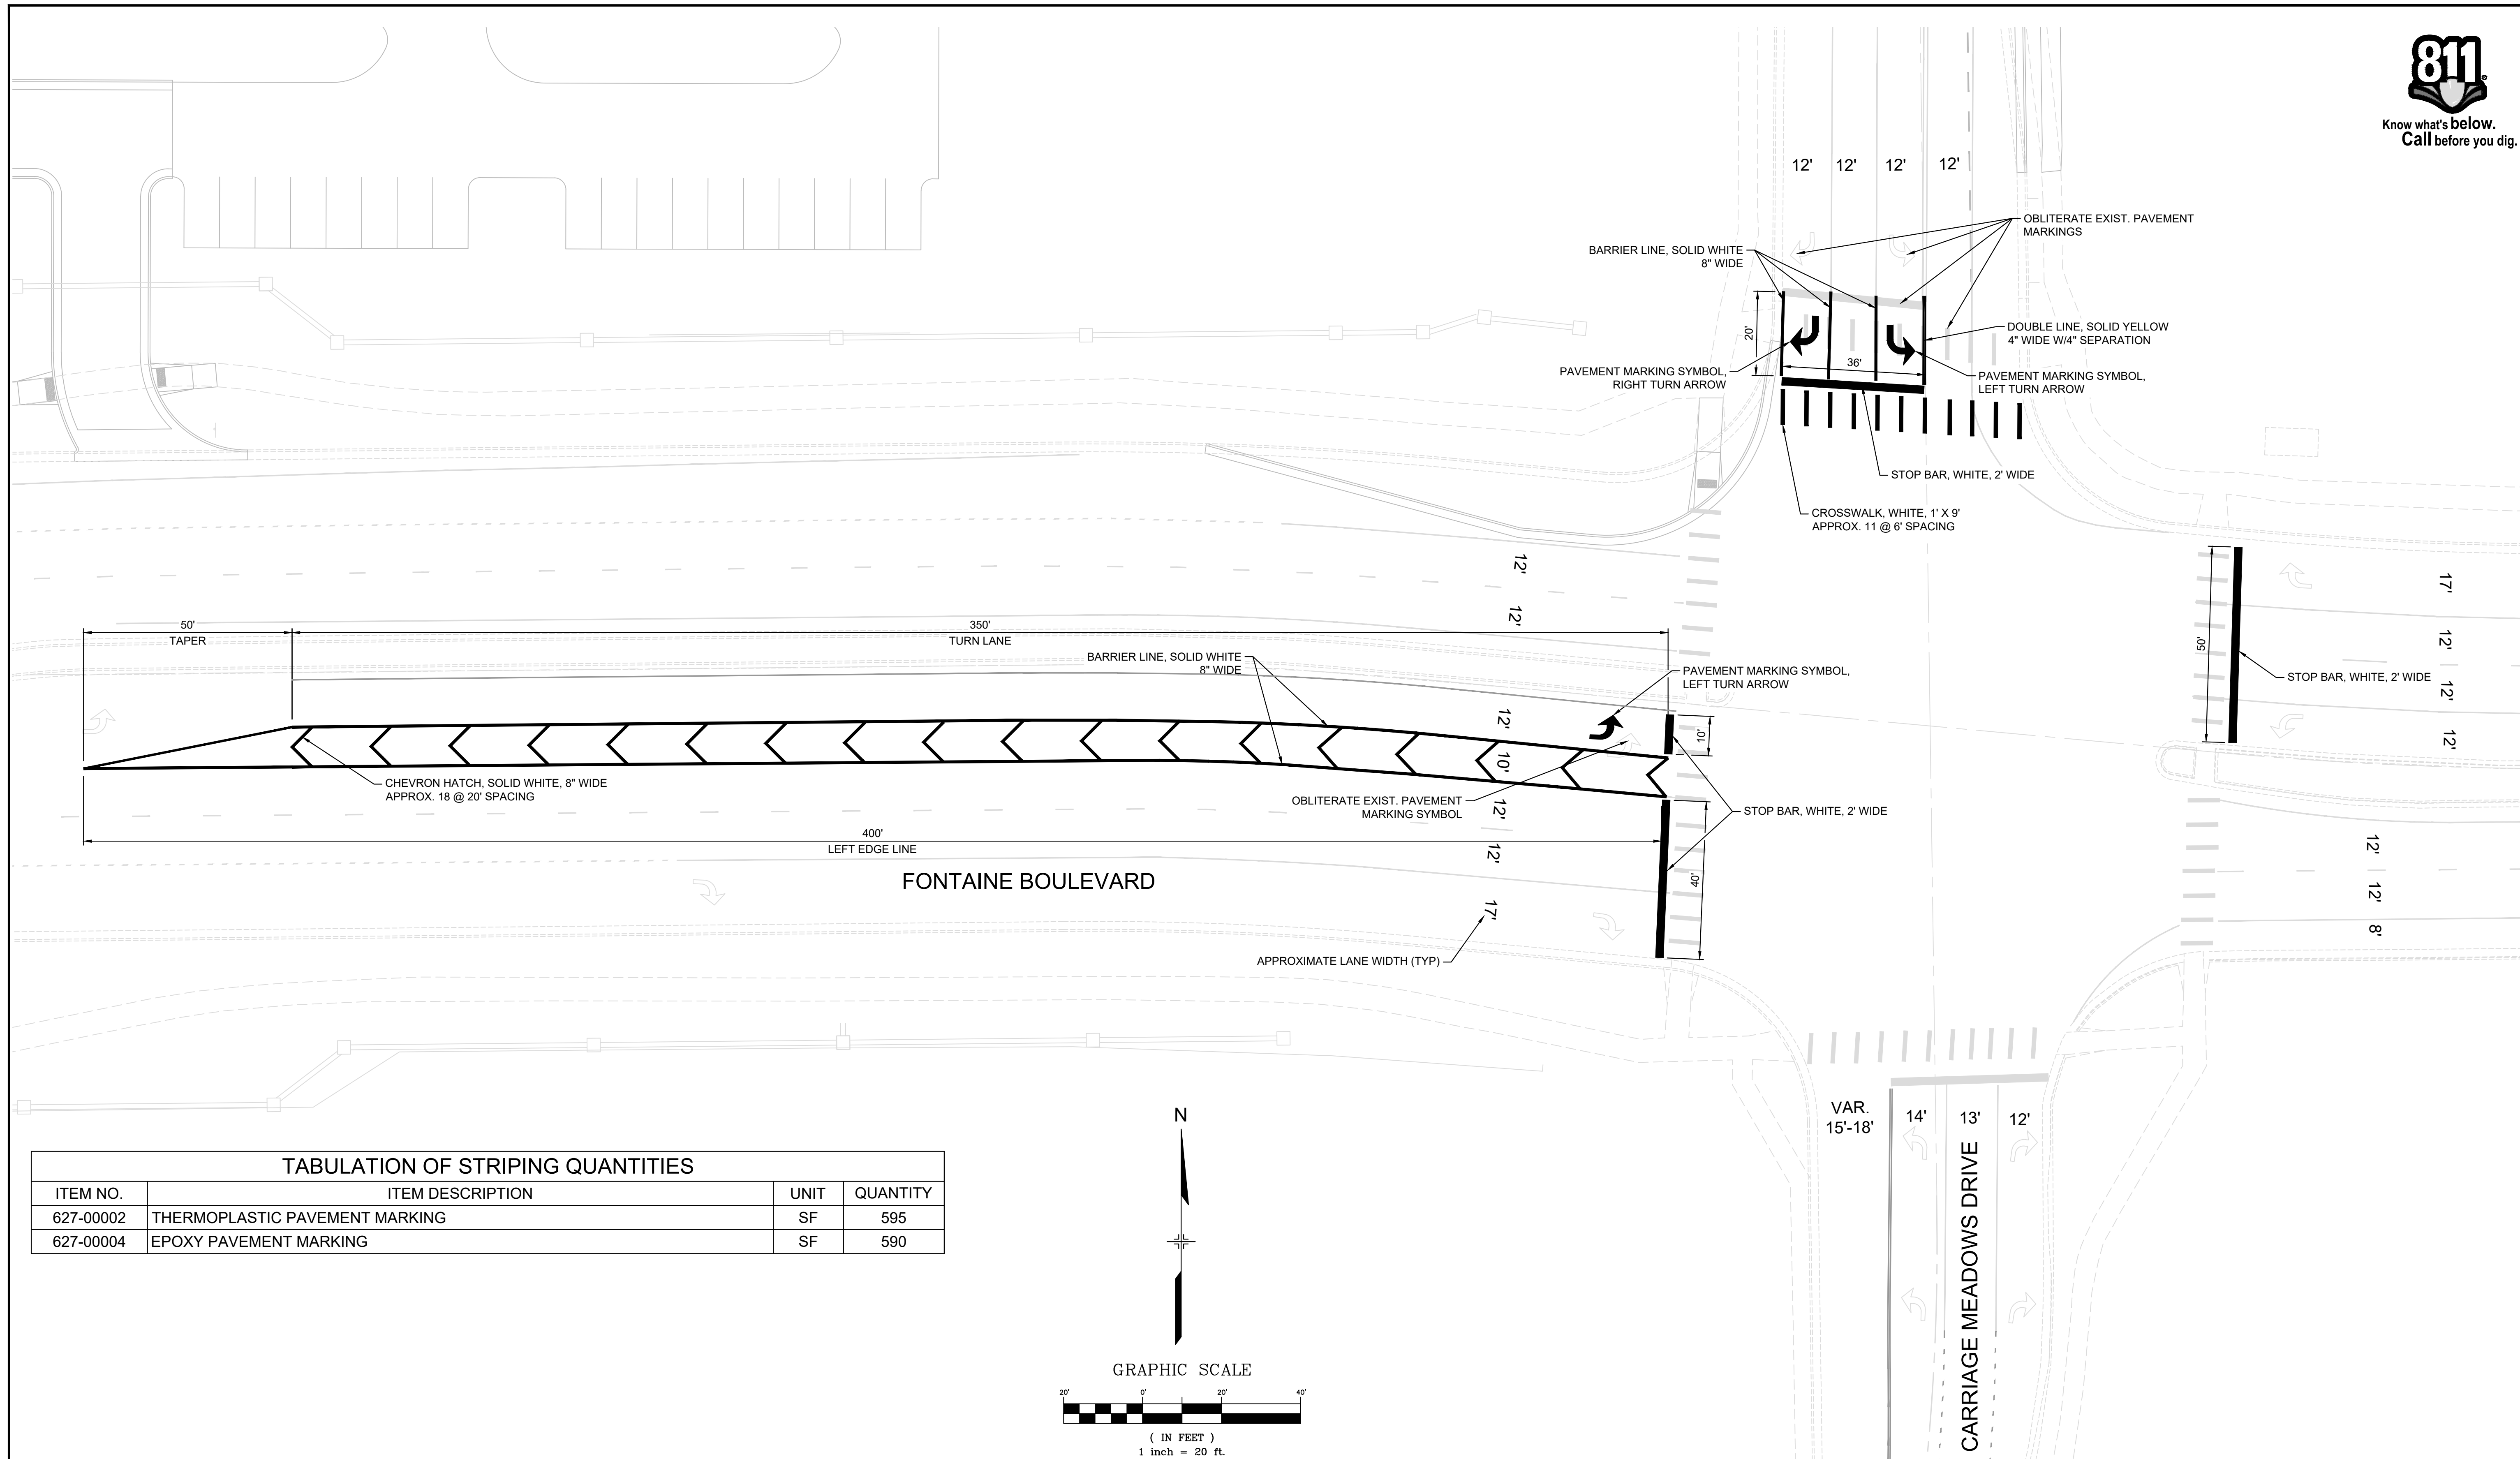 811
®
Know what's below.
Call before you dig.
12' 12' 12' 12'
OBLITERATE EXIST. PAVEMENT
MARKINGS
BARRIER LINE, SOLID WHITE
8" WIDE
20'
DOUBLE LINE, SOLID YELLOW
4" WIDE W/4" SEPARATION
36'
PAVEMENT MARKING SYMBOL,
RIGHT TURN ARROW
PAVEMENT MARKING SYMBOL,
LEFT TURN ARROW
STOP BAR, WHITE, 2' WIDE
CROSSWALK, WHITE, 1' X 9'
APPROX. 11 @ 6' SPACING
12'
12'
17'
12'
12'
12'
50'
STOP BAR, WHITE, 2' WIDE
50'
TAPER
350'
TURN LANE
BARRIER LINE, SOLID WHITE
8" WIDE
PAVEMENT MARKING SYMBOL,
LEFT TURN ARROW
12'
10'
10'
12'
12'
17'
CHEVRON HATCH, SOLID WHITE, 8" WIDE
APPROX. 18 @ 20' SPACING
OBLITERATE EXIST. PAVEMENT
MARKING SYMBOL
STOP BAR, WHITE, 2' WIDE
400'
LEFT EDGE LINE
40'
FONTAINE BOULEVARD
APPROXIMATE LANE WIDTH (TYP)
12'
12'
8'
VAR.
15'-18'
14' 13' 12'
CARRIAGE MEADOWS DRIVE
TABULATION OF STRIPING QUANTITIES
ITEM NO. ITEM DESCRIPTION UNIT QUANTITY
627-00002 THERMOPLASTIC PAVEMENT MARKING SF 595
627-00004 EPOXY PAVEMENT MARKING SF 590
N
GRAPHIC SCALE
20' 0' 20' 40'
( IN FEET )
1 inch = 20 ft.